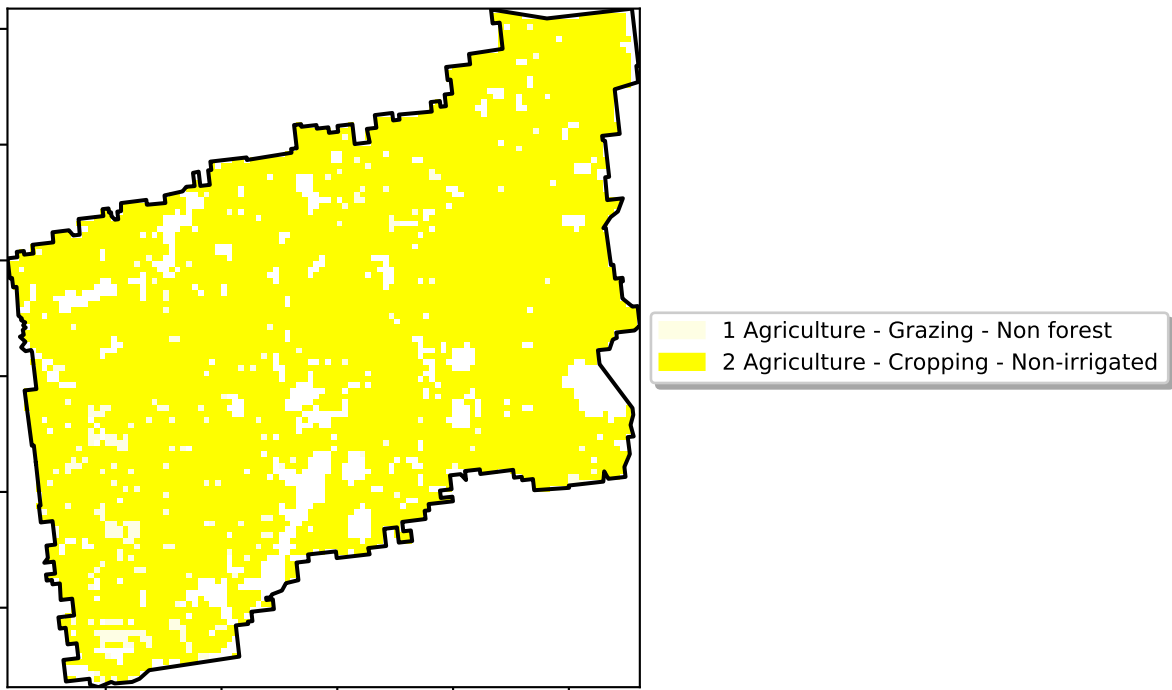 1 Agriculture - Grazing - Non forest
2 Agriculture - Cropping - Non-irrigated